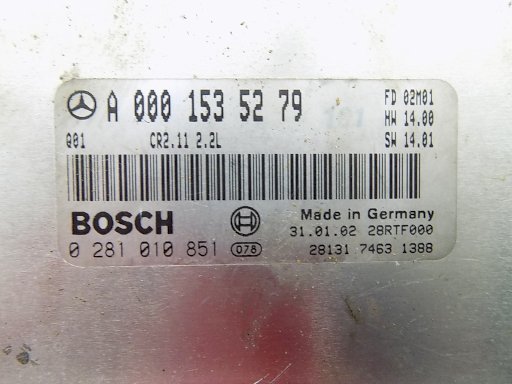 A 000 153 52 79
FD 02M01
HW 14.00
Q01 CR2.11 2.2L SW 14.01
BOSCH Made in Germany
31.01.02 28RTF000
0 281 010 851 078 28131 7463 1388